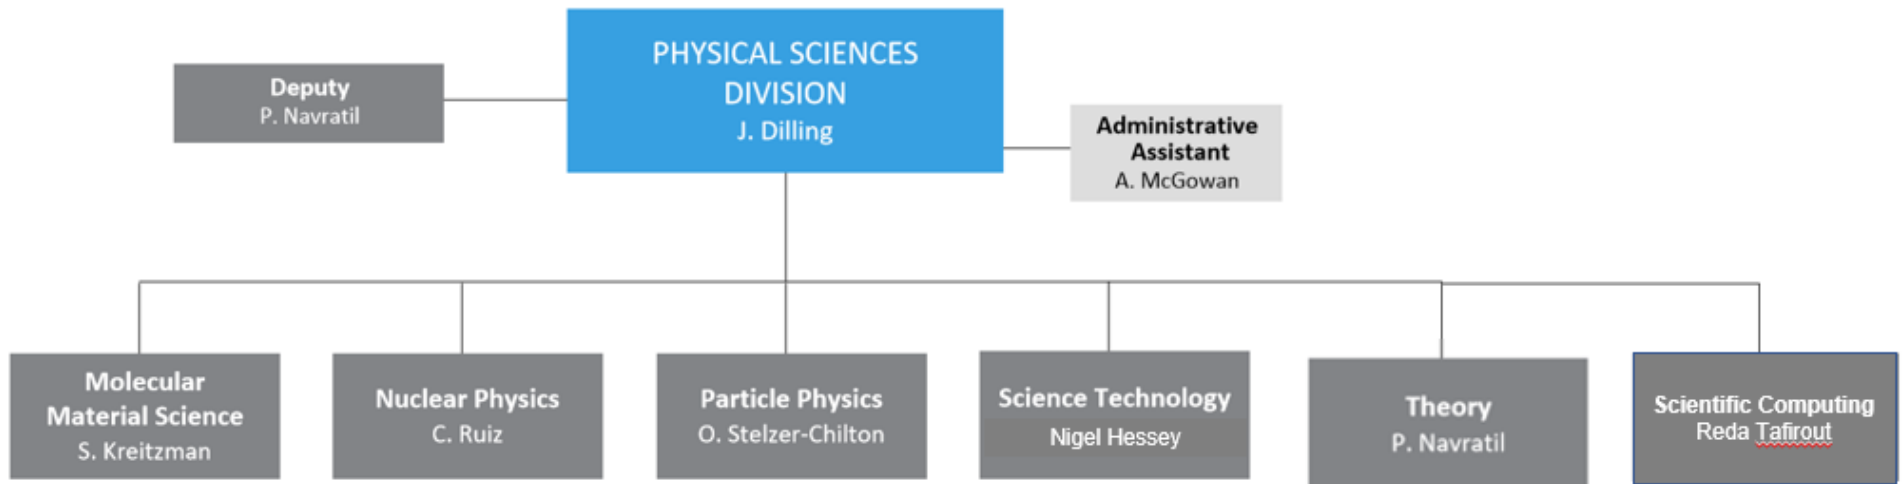 PHYSICAL SCIENCES
DIVISION
J. Dilling
Deputy
P. Navratil
Administrative
Assistant
A. McGowan
Molecular
Material Science
S. Kreitzman
Nuclear Physics
C. Ruiz
Particle Physics
O. Stelzer-Chilton
Science Technology
Nigel Hessey
Theory
P. Navratil
Scientific Computing
Reda Tafirout